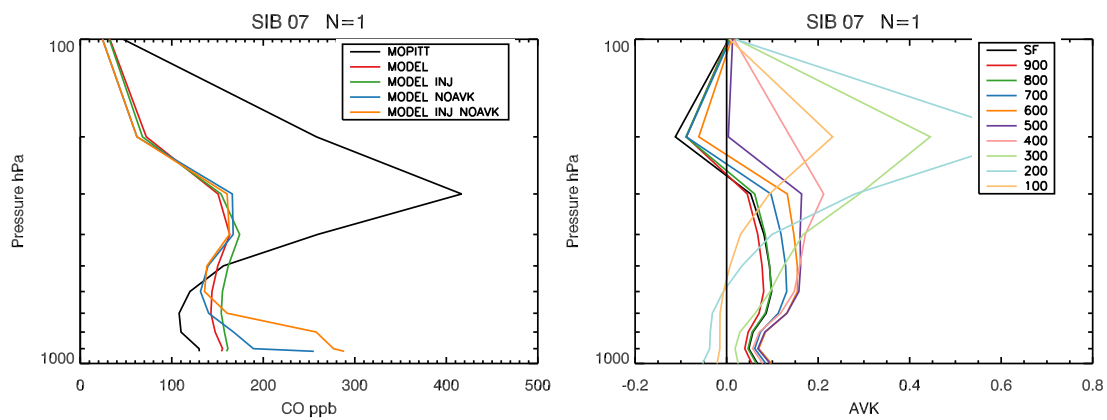 SIB 07 N=1
100
1000
Pressure hPa
0 100 200 300 400 500
CO ppb
MOPITT
MODEL
MODEL INJ
MODEL NOAVK
MODEL INJ NOAVK
SIB 07 N=1
100
1000
Pressure hPa
-0.2 0.0 0.2 0.4 0.6 0.8
AVK
SF
900
800
700
600
500
400
300
200
100